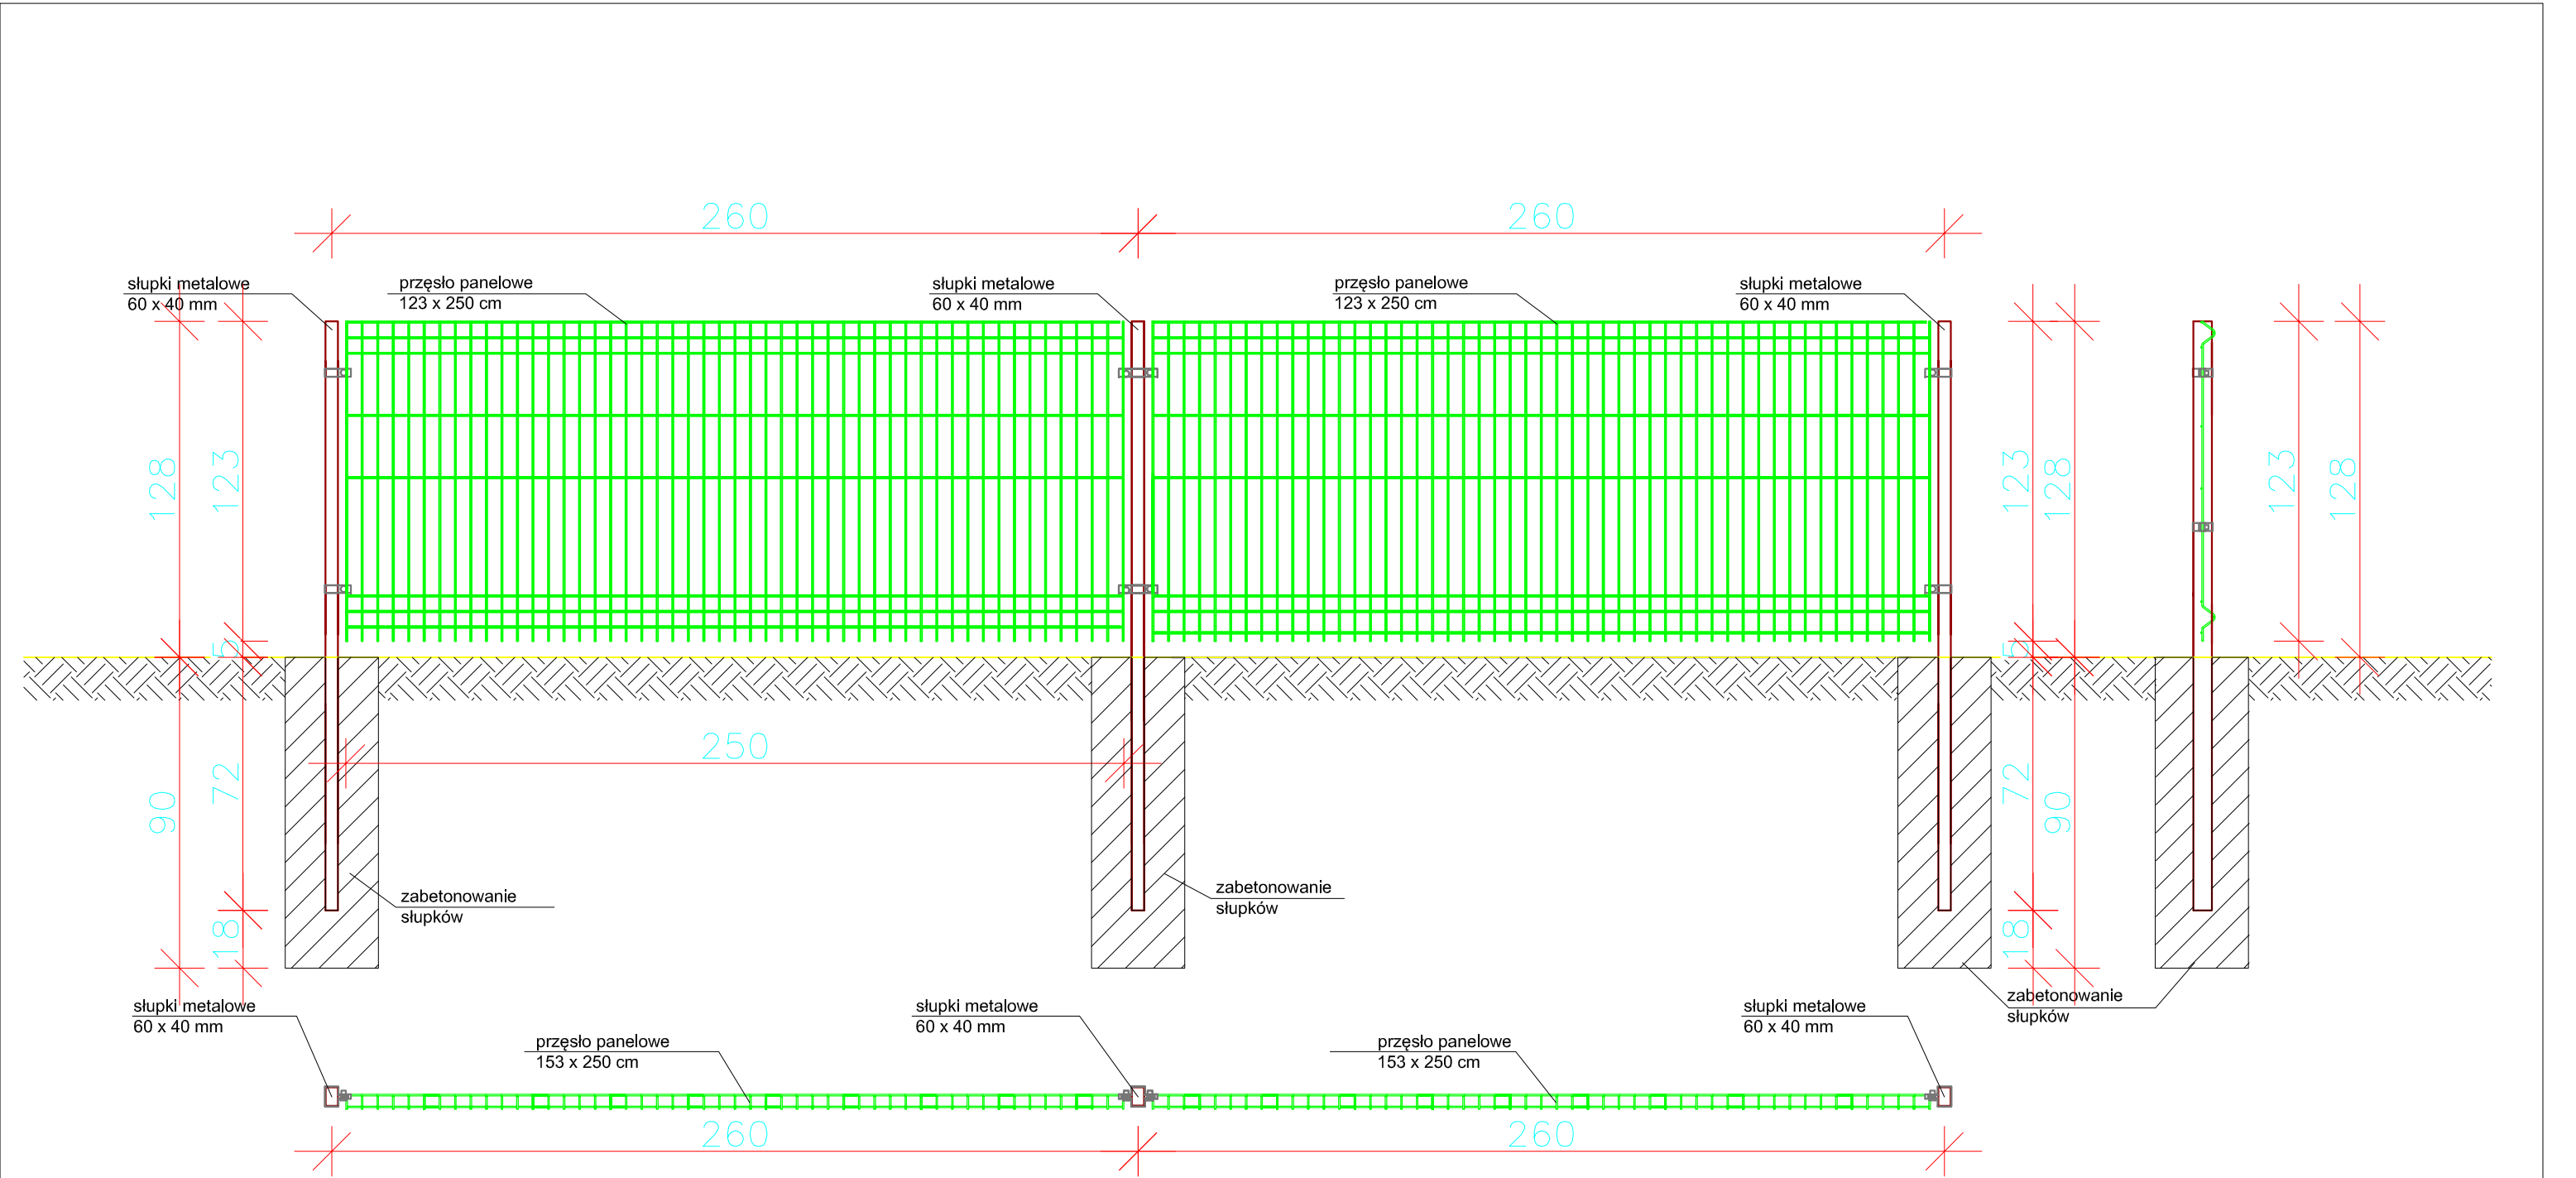 260
260
słupki metalowe
60 x 40 mm
przęsło panelowe
123 x 250 cm
słupki metalowe
60 x 40 mm
przęsło panelowe
123 x 250 cm
słupki metalowe
60 x 40 mm
128
123
123
128
123
128
5
5
250
90
72
72
90
zabetonowanie
słupków
zabetonowanie
słupków
18
18
zabetonowanie
słupków
słupki metalowe
60 x 40 mm
słupki metalowe
60 x 40 mm
słupki metalowe
60 x 40 mm
przęsło panelowe
153 x 250 cm
przęsło panelowe
153 x 250 cm
260
260